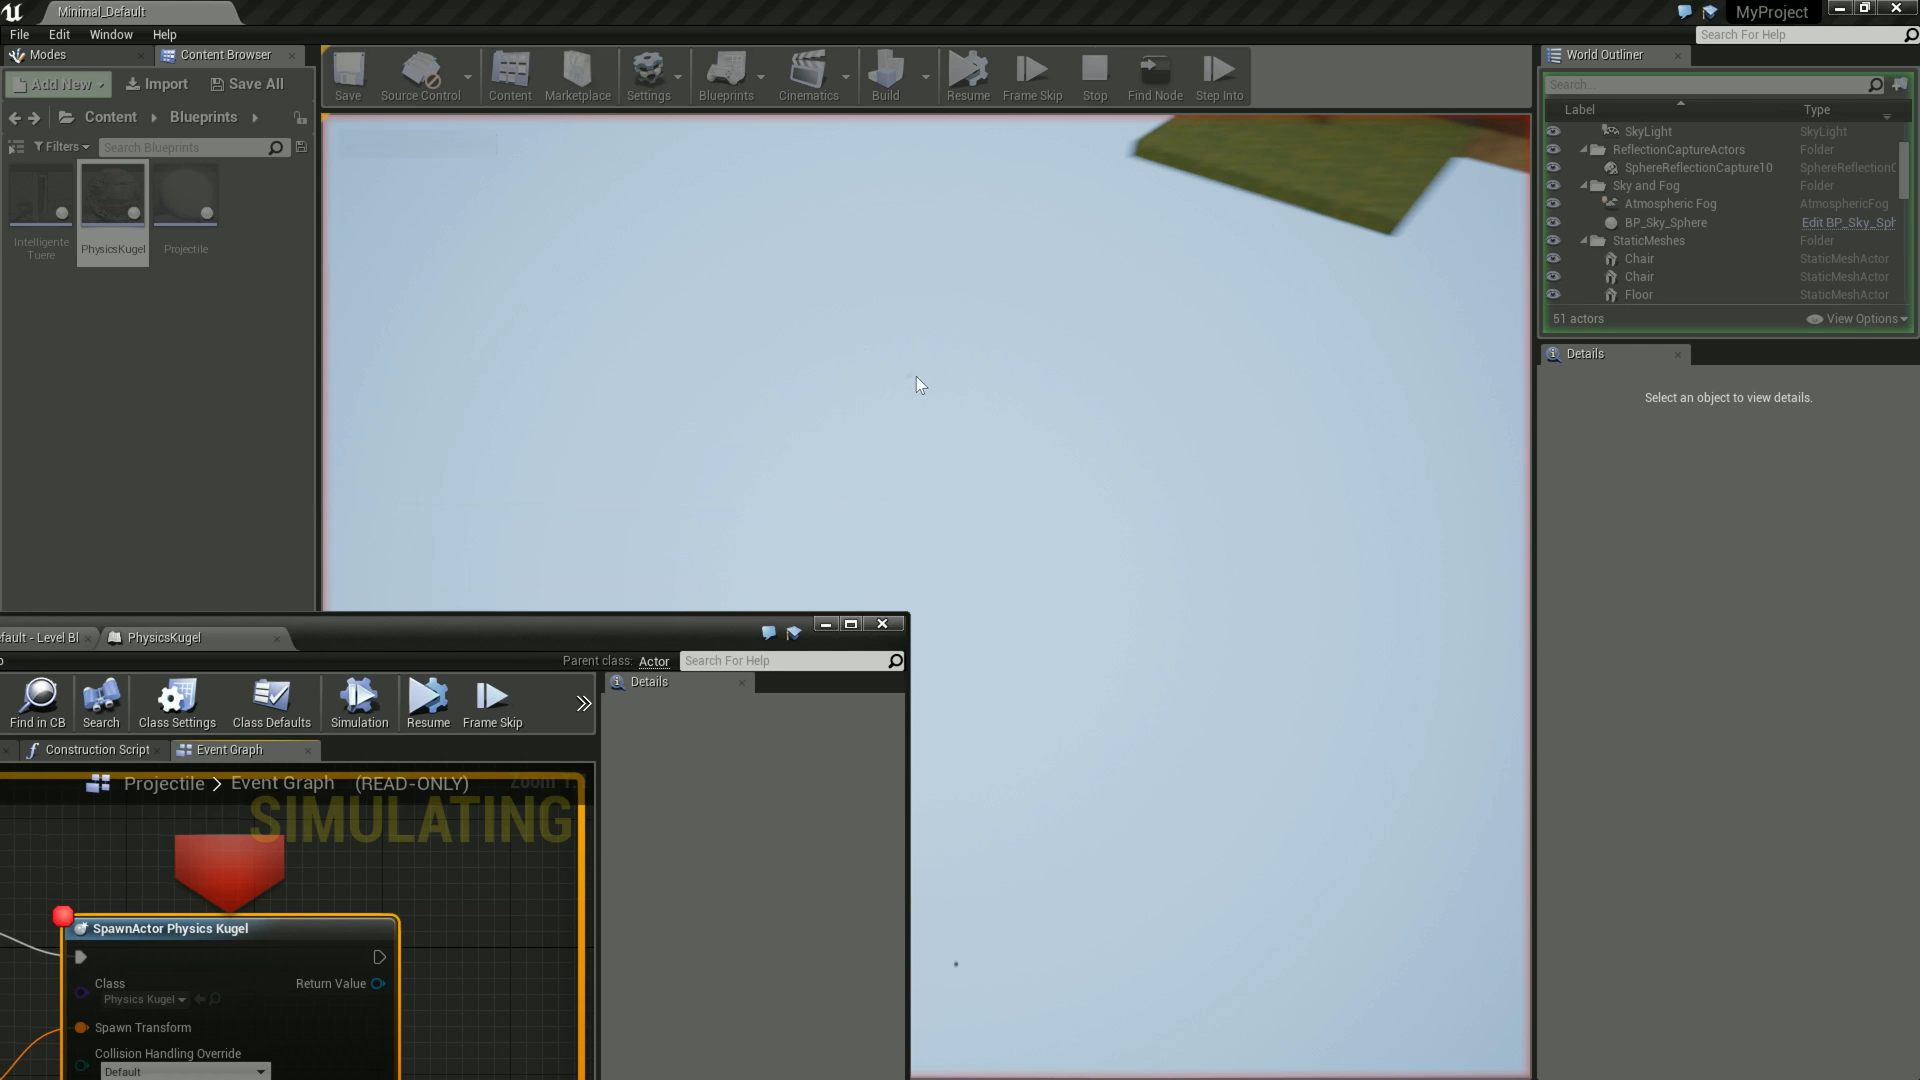 Minimal_Default
MyProject
File Edit Window Help
Search For Help
Modes
Content Browser
Add New
Import
Save All
Content
Blueprints
Filters
Search Blueprints
Intelligente
Tuere
PhysicsKugel
Projectile
Save
Source Control
Content
Marketplace
Settings
Blueprints
Cinematics
Build
Resume
Frame Skip
Stop
Find Node
Step Into
World Outliner
Search...
Label Type
SkyLight SkyLight
ReflectionCaptureActors Folder
SphereReflectionCapture10 SphereReflectionC
Sky and Fog Folder
Atmospheric Fog AtmosphericFog
BP_Sky_Sphere Edit BP_Sky_Sph
StaticMeshes Folder
Chair StaticMeshActor
Chair StaticMeshActor
Floor StaticMeshActor
51 actors
View Options
Details
Select an object to view details.
efault - Level Bl
PhysicsKugel
Parent class: Actor
Search For Help
Find in CB
Search
Class Settings
Class Defaults
Simulation
Resume
Frame Skip
Details
Construction Script
Event Graph
Projectile > Event Graph (READ-ONLY)
SIMULATING
SpawnActor Physics Kugel
Class
Physics Kugel
Return Value
Spawn Transform
Collision Handling Override
Default